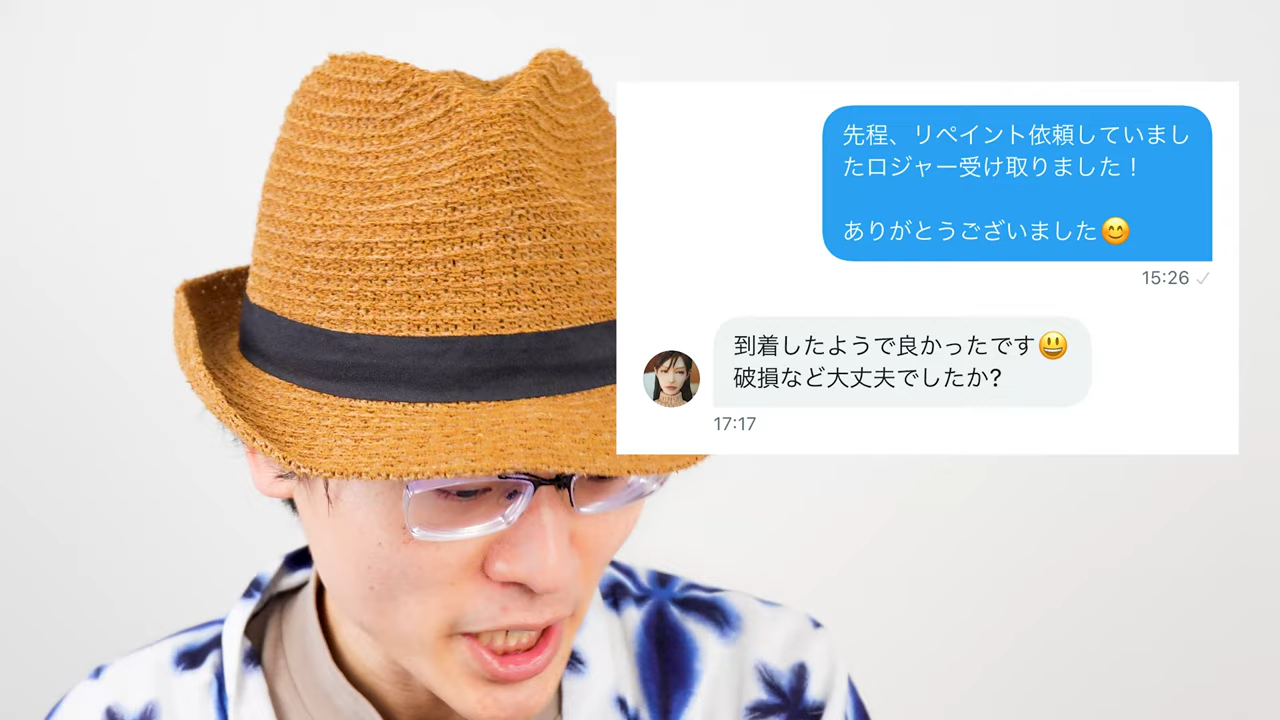 先程、リペイント依頼していまし
たロジャー受け取りました！
ありがとうございました😊
15:26 ✓
到着したようで良かったです😃
破損など大丈夫でしたか?
17:17